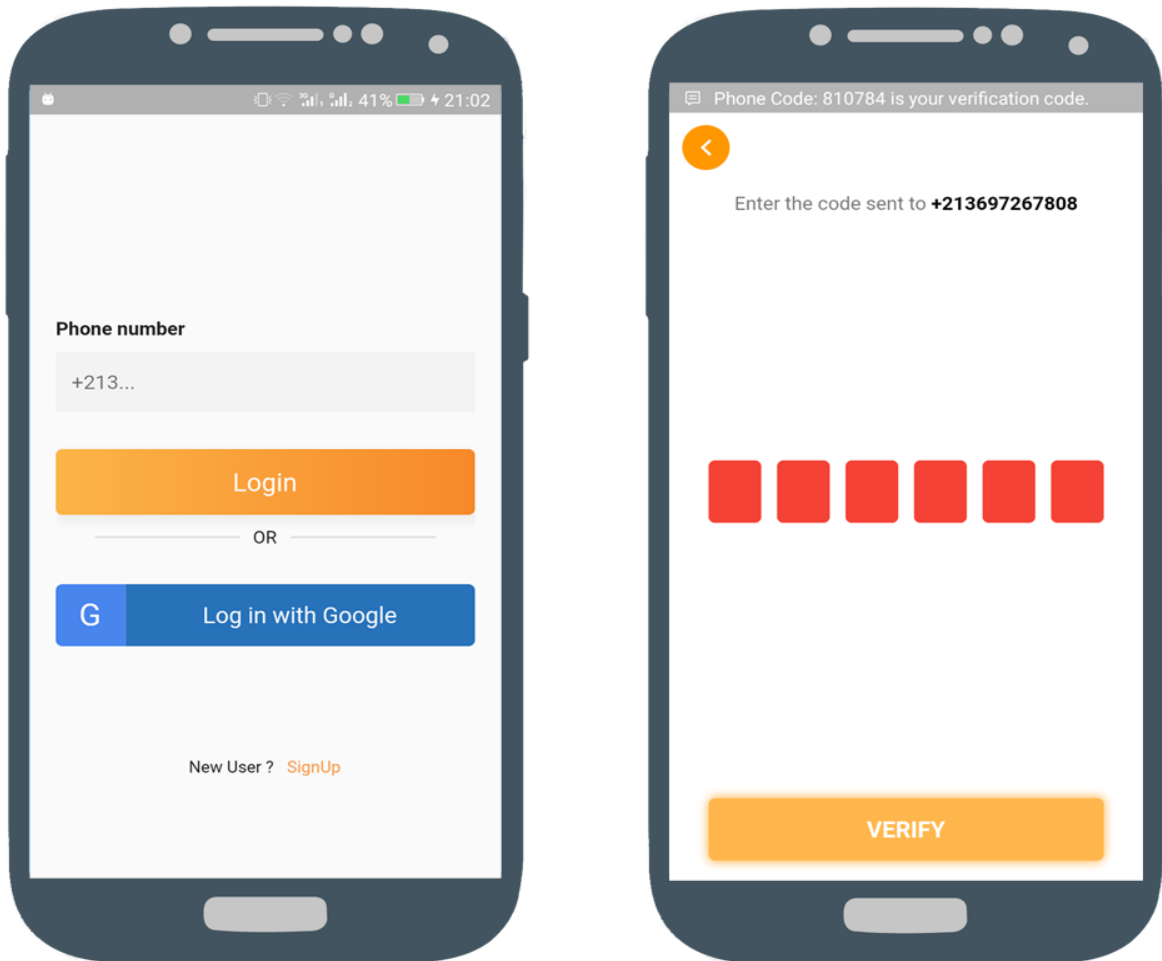 41% 21:02
Phone number
+213...
Login
OR
G Log in with Google
New User ? SignUp
Phone Code: 810784 is your verification code.
Enter the code sent to +213697267808
VERIFY